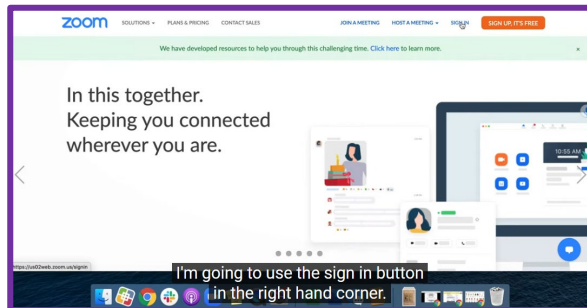 zoom
SOLUTIONS
PLANS & PRICING
CONTACT SALES
JOIN A MEETING
HOST A MEETING
SIGN IN
SIGN UP, IT'S FREE
We have developed resources to help you through this challenging time. Click here to learn more.
In this together.
Keeping you connected
wherever you are.
10:55 AM
https://us02web.zoom.us/signin
I'm going to use the sign in button
in the right hand corner.